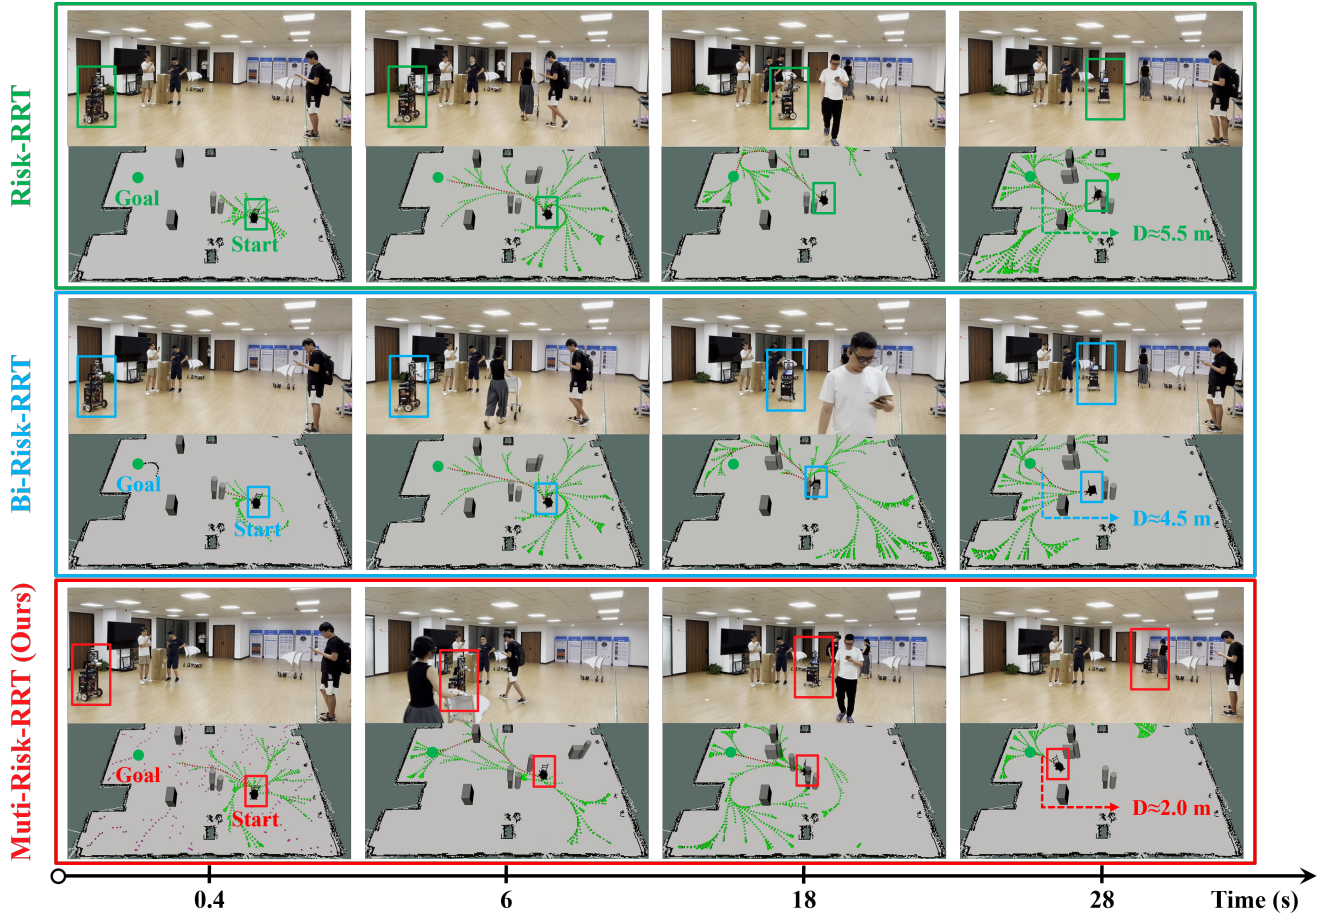 Risk-RRT
Goal
Start
D≈5.5 m
Bi-Risk-RRT
Goal
Start
D≈4.5 m
Muti-Risk-RRT (Ours)
Goal
Start
D≈2.0 m
0.4
6
18
28
Time (s)